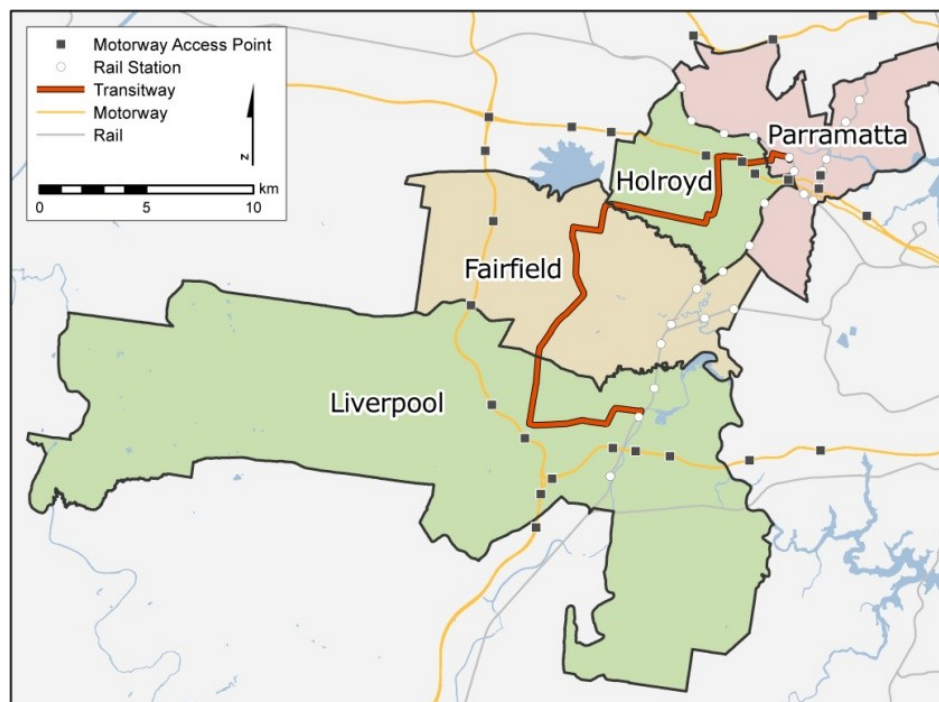 Motorway Access Point
Rail Station
Transitway
Motorway
Rail
N
km
0 5 10
Parramatta
Holroyd
Fairfield
Liverpool